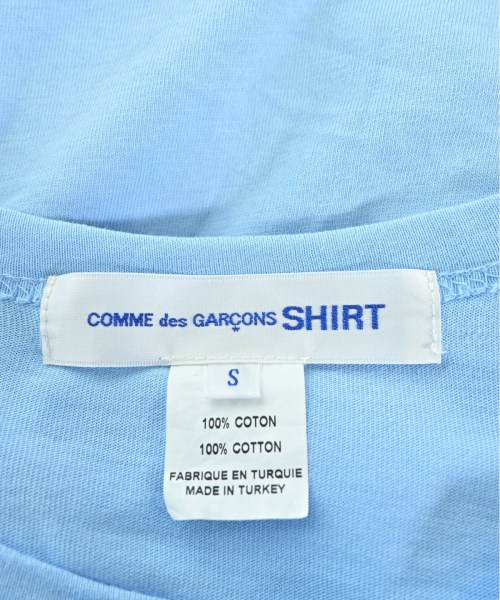 COMME des GARÇONS SHIRT
S
100% COTON
100% COTTON
FABRIQUE EN TURQUIE
MADE IN TURKEY